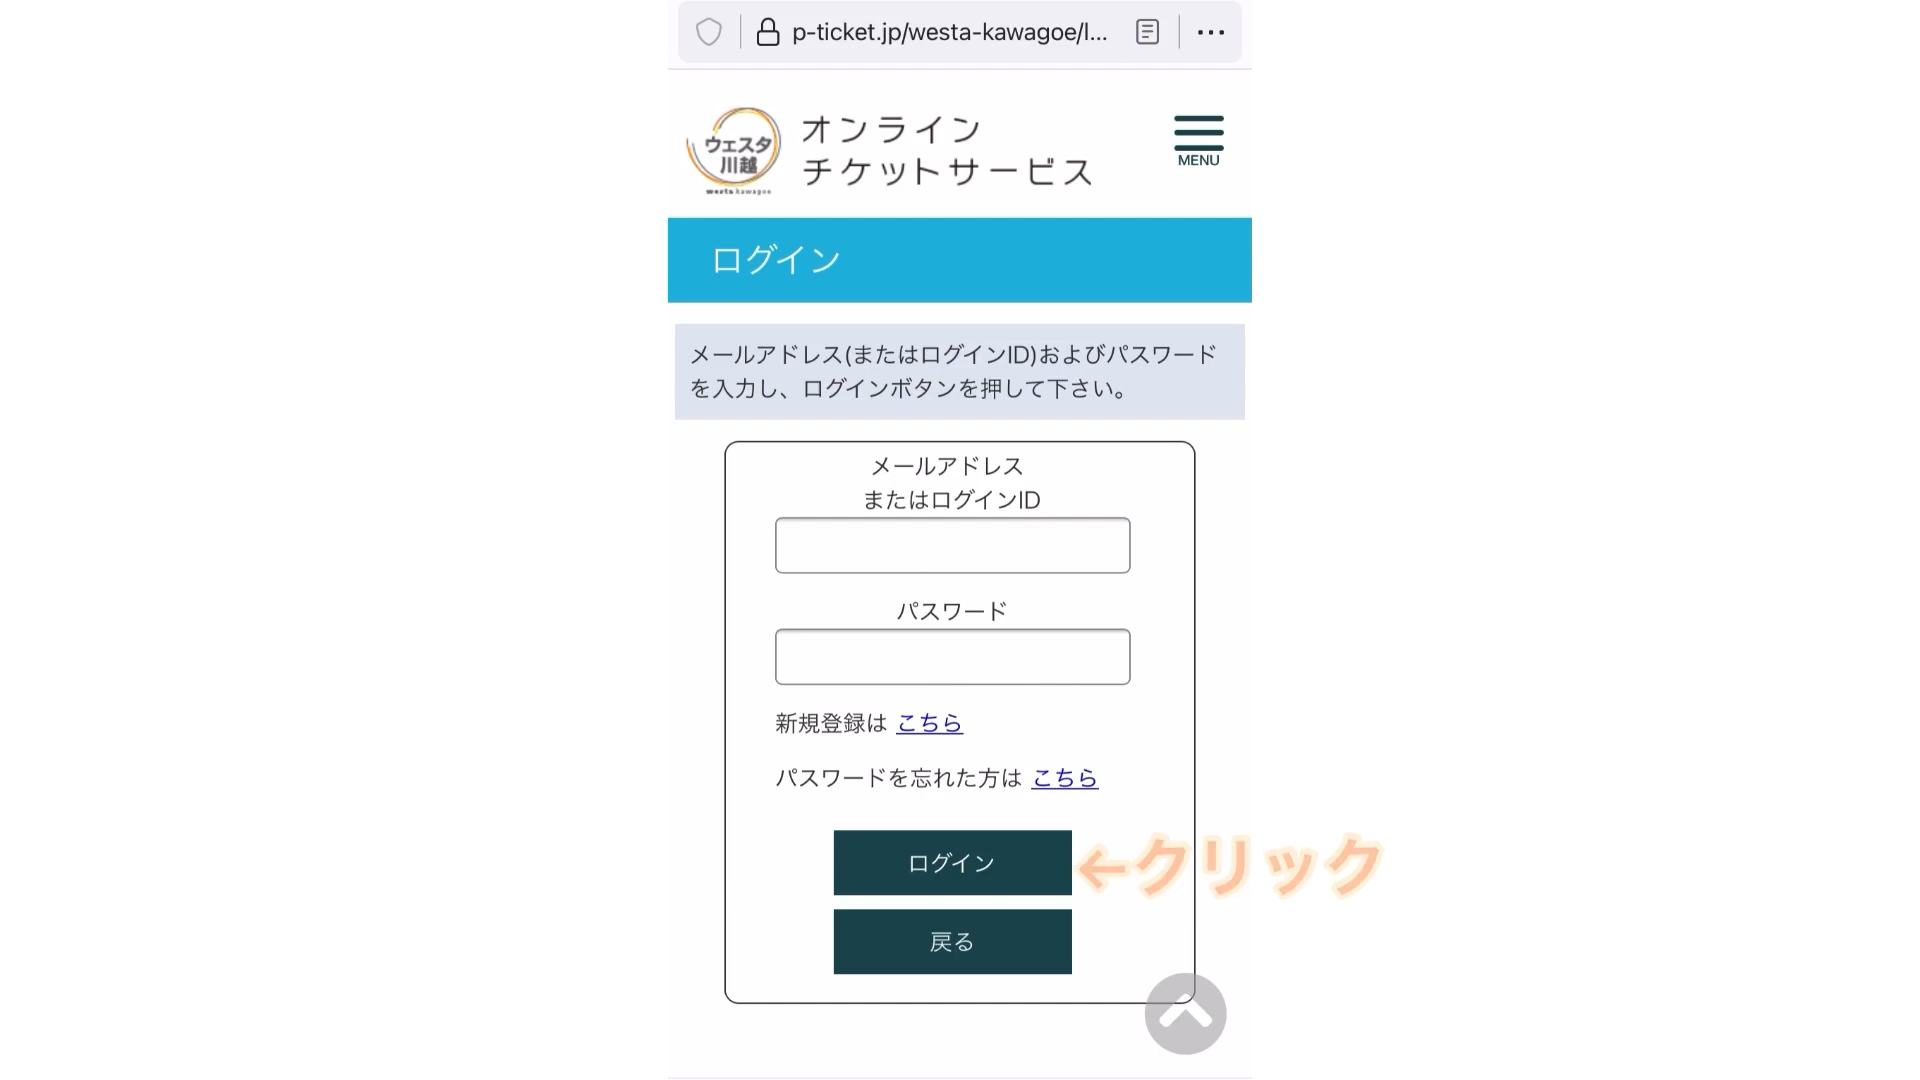 p-ticket.jp/westa-kawagoe/l...
ウェスタ
川越
westa kawagoe
オンライン
チケットサービス
MENU
ログイン
メールアドレス(またはログインID)およびパスワード
を入力し、ログインボタンを押して下さい。
メールアドレス
またはログインID
パスワード
新規登録は こちら
パスワードを忘れた方は こちら
ログイン
←クリック
戻る